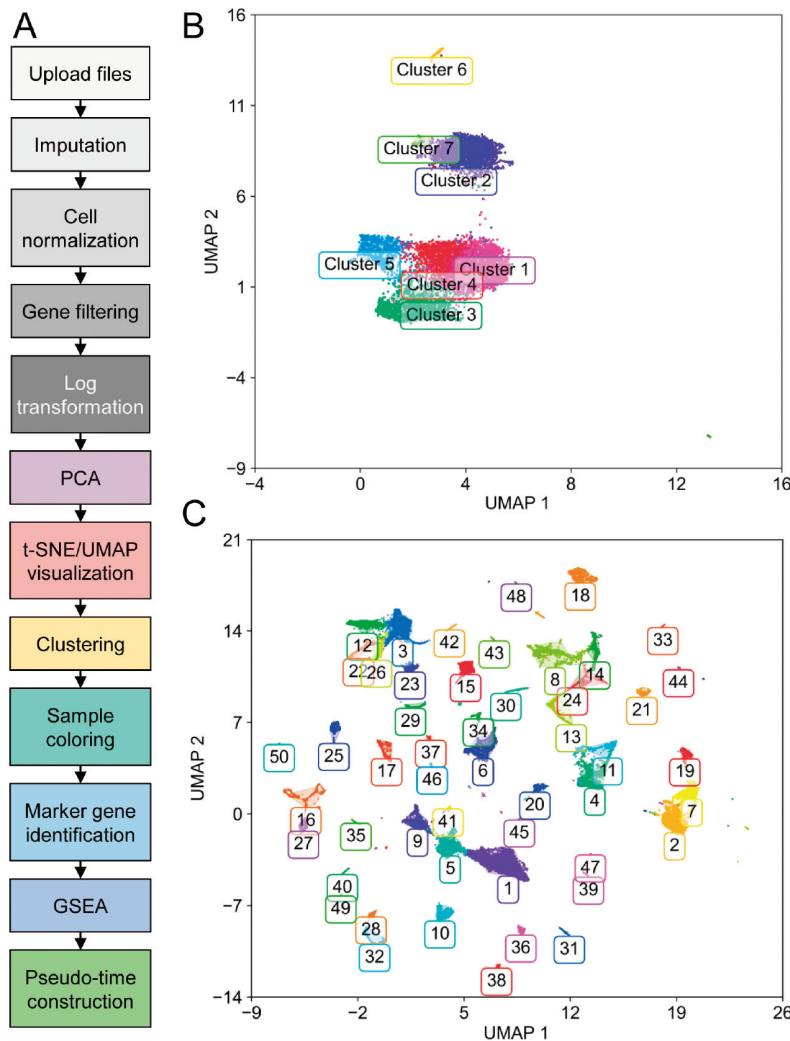 A
Upload files
Imputation
Cell
normalization
Gene filtering
Log
transformation
PCA
t-SNE/UMAP
visualization
Clustering
Sample
coloring
Marker gene
identification
GSEA
Pseudo-time
construction
B
16
11
6
1
−4
−9
UMAP 2
Cluster 6
Cluster 7
Cluster 2
Cluster 5
Cluster 1
Cluster 4
Cluster 3
−4
0
4
8
12
16
UMAP 1
C
21
14
7
0
−7
−14
UMAP 2
48
18
12
3
42
43
33
22
26
23
15
8
14
44
24
30
21
29
34
13
50
25
17
37
46
6
11
19
4
20
16
41
7
27
35
9
45
2
5
47
1
40
39
49
28
10
36
31
32
38
−9
−2
5
12
19
26
UMAP 1